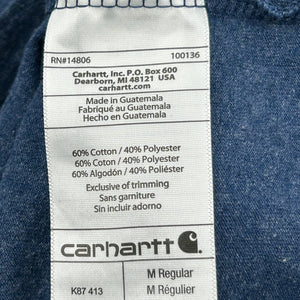 RN#14806 100136
Carhartt, Inc. P.O. Box 600
Dearborn, MI 48121 USA
carhartt.com
Made in Guatemala
Fabriqué au Guatemala
Hecho en Guatemala
60% Cotton / 40% Polyester
60% Coton / 40% Polyester
60% Algodón / 40% Poliéster
Exclusive of trimming
Sans garniture
Sin incluir adorno
carhartt
K87 413
M Regular
M Régulier